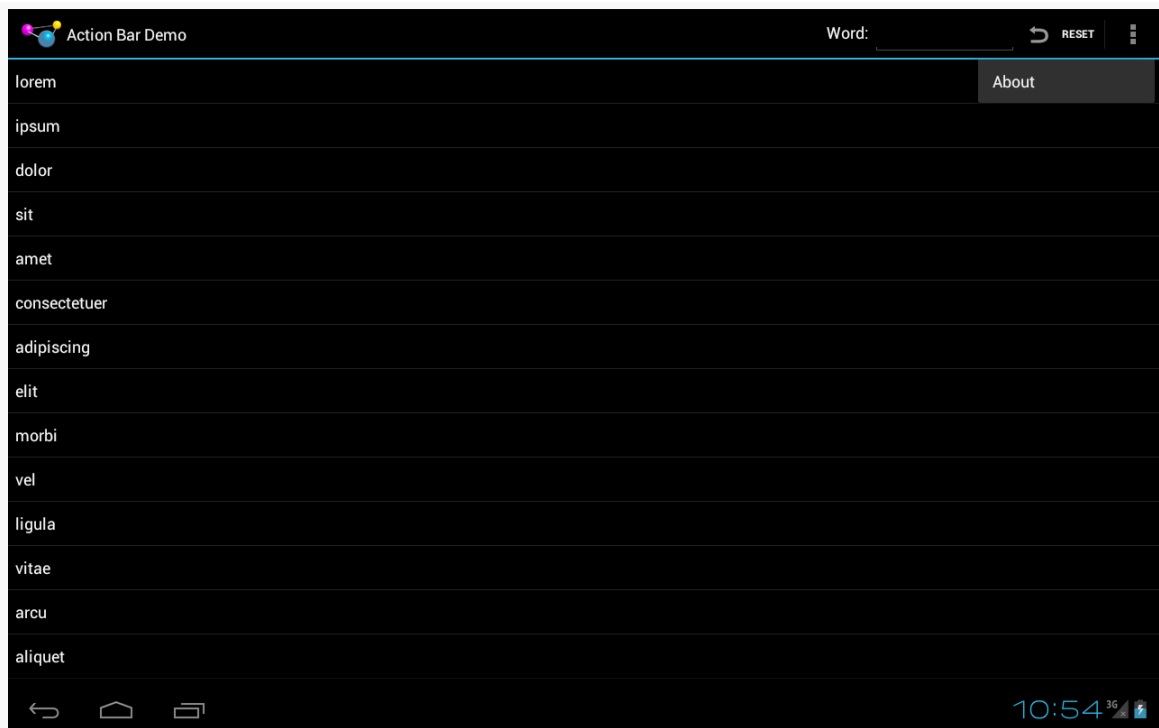 Action Bar Demo Word: RESET
lorem About
ipsum
dolor
sit
amet
consectetuer
adipiscing
elit
morbi
vel
ligula
vitae
arcu
aliquet
10:54 3G